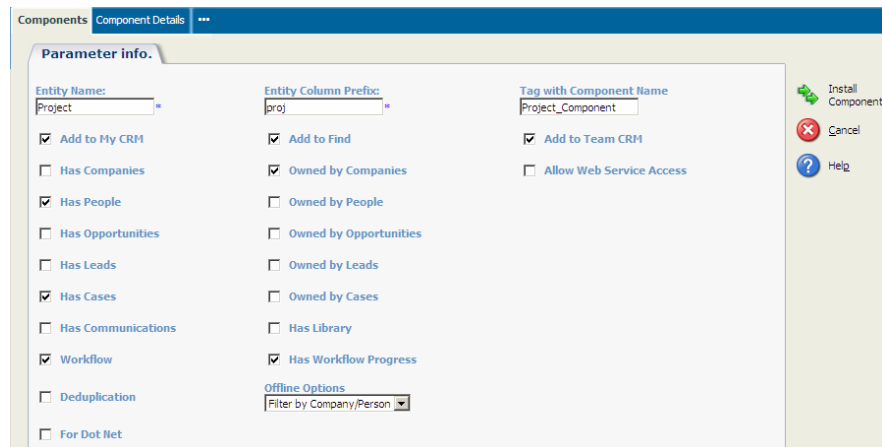 Components Component Details ...
Parameter info.
Entity Name: Entity Column Prefix: Tag with Component Name
Project * proj * Project_Component
Add to My CRM Add to Find Add to Team CRM
Has Companies Owned by Companies Allow Web Service Access
Has People Owned by People
Has Opportunities Owned by Opportunities
Has Leads Owned by Leads
Has Cases Owned by Cases
Has Communications Has Library
Workflow Has Workflow Progress
Deduplication
Offline Options
Filter by Company/Person
For Dot Net
Install
Component
Cancel
Help